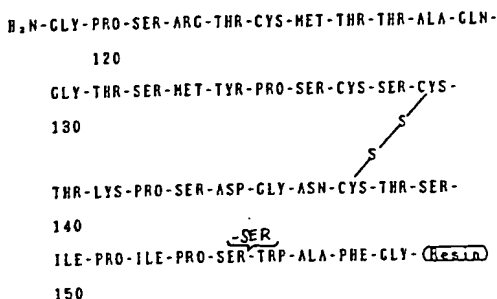 H₂N-GLY-PRO-SER-ARG-THR-CYS-MET-THR-THR-ALA-GLN-
120
GLY-THR-SER-MET-TYR-PRO-SER-CYS-SER-CYS-
130
S
S
THR-LYS-PRO-SER-ASP-GLY-ASN-CYS-THR-SER-
140
-SER
ILE-PRO-ILE-PRO-SER-TRP-ALA-PHE-GLY-(Resin)
150